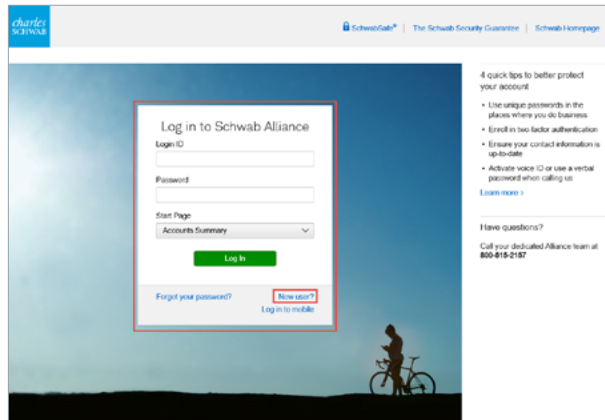 charles
SCHWAB
SchwabSafe® | The Schwab Security Guarantee | Schwab Homepage
Log in to Schwab Alliance
Login ID
Password
Start Page
Accounts Summary
Log In
Forgot your password?
New user?
Log in to mobile
4 quick tips to better protect
your account
• Use unique passwords in the
places where you do business
• Enroll in two-factor authentication
• Ensure your contact information is
up-to-date
• Activate voice ID or use a verbal
password when calling us
Learn more >
Have questions?
Call your dedicated Alliance team at
800-515-2157